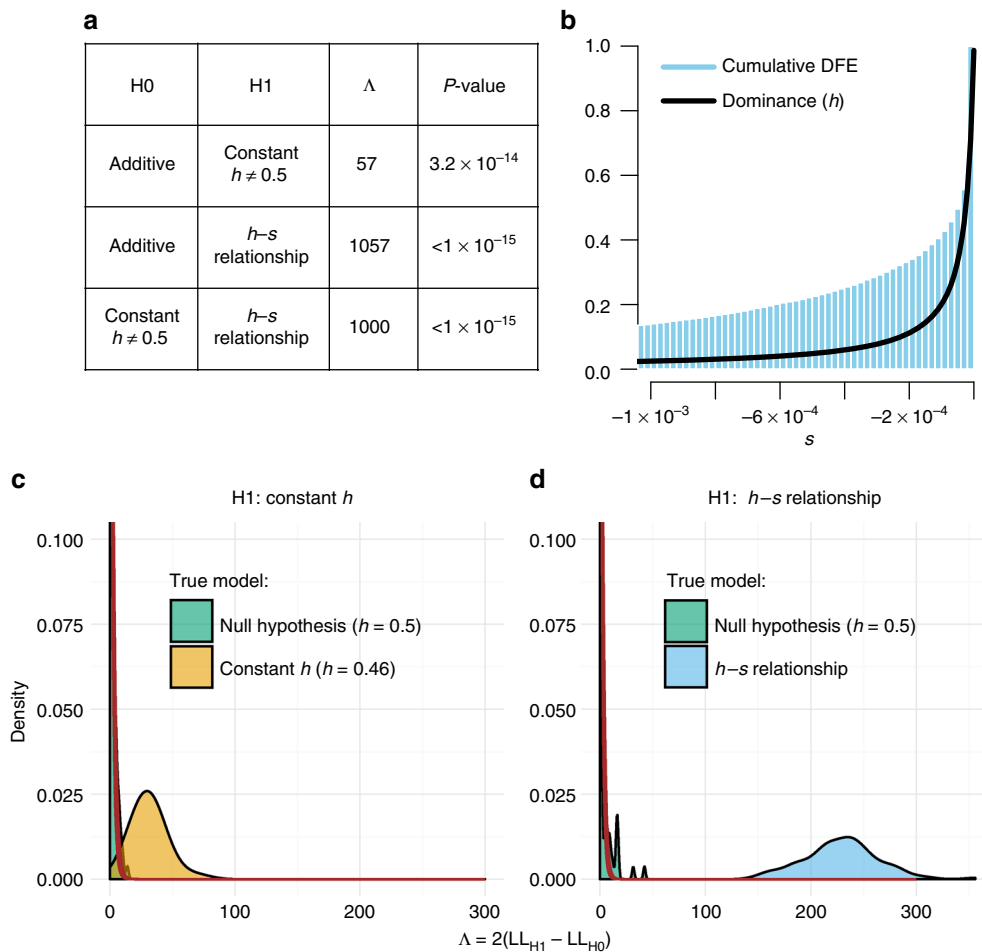 a
H0 H1 Λ P-value
Additive Constant h ≠ 0.5 57 3.2 × 10⁻¹⁴
Additive h–s relationship 1057 <1 × 10⁻¹⁵
Constant h ≠ 0.5 h–s relationship 1000 <1 × 10⁻¹⁵
b
1.0
0.8
0.6
0.4
0.2
0.0
Cumulative DFE
Dominance (h)
−1 × 10⁻³ −6 × 10⁻⁴ −2 × 10⁻⁴
s
c
H1: constant h
0.100
0.075
0.050
0.025
0.000
Density
True model:
Null hypothesis (h = 0.5)
Constant h (h = 0.46)
0 100 200 300
d
H1: h–s relationship
0.100
0.075
0.050
0.025
0.000
True model:
Null hypothesis (h = 0.5)
h–s relationship
0 100 200 300
Λ = 2(LL_H1 − LL_H0)